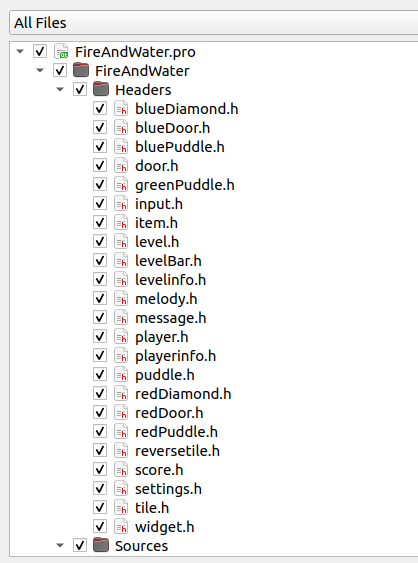 All Files
FireAndWater.pro
FireAndWater
Headers
blueDiamond.h
blueDoor.h
bluePuddle.h
door.h
greenPuddle.h
input.h
item.h
level.h
levelBar.h
levelinfo.h
melody.h
message.h
player.h
playerinfo.h
puddle.h
redDiamond.h
redDoor.h
redPuddle.h
reversetile.h
score.h
settings.h
tile.h
widget.h
Sources